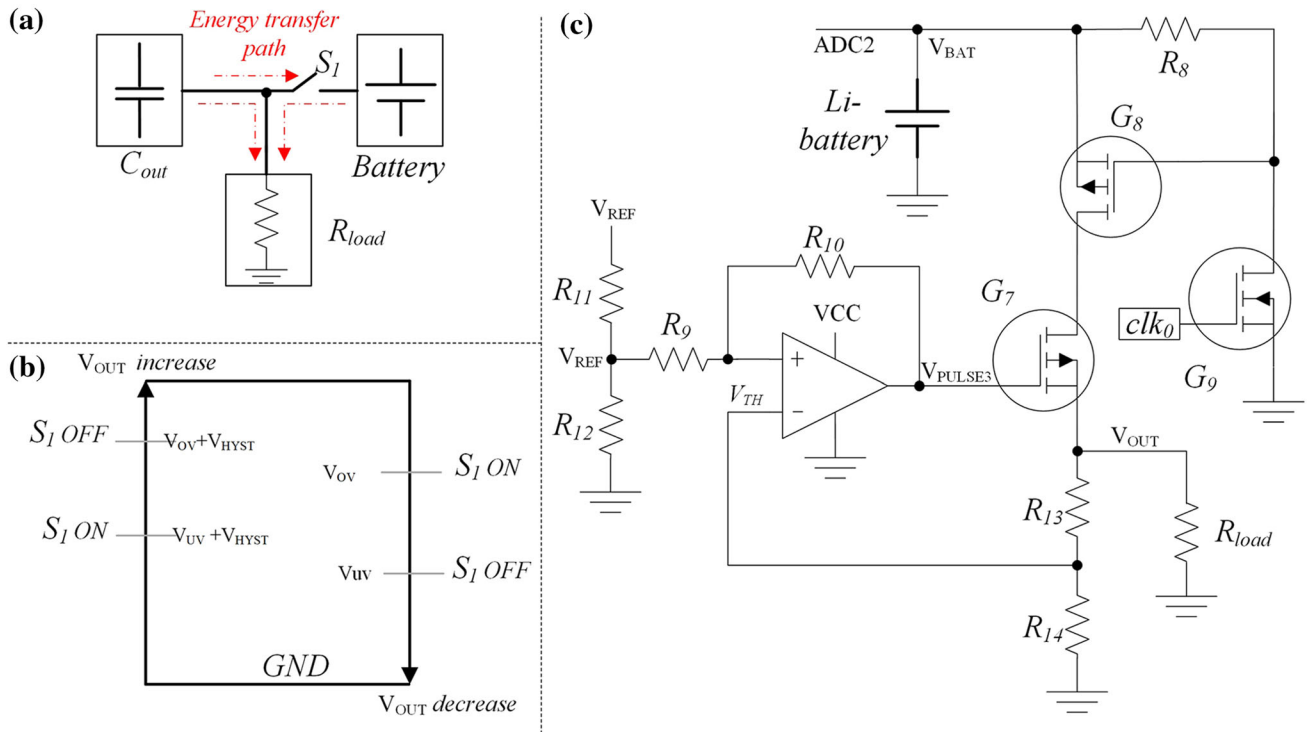 (a)
Energy transfer
path
S1
Cout
Battery
Rload
(b)
VOUT increase
S1 OFF
VOV+VHYST
VOV
S1 ON
S1 ON
VUV +VHYST
Vuv
S1 OFF
GND
VOUT decrease
(c)
ADC2
VBAT
R8
Li-
battery
G8
VREF
R10
R11
G7
VCC
R9
clk0
VREF
+
VPULSE3
G9
VTH
−
R12
VOUT
R13
Rload
R14